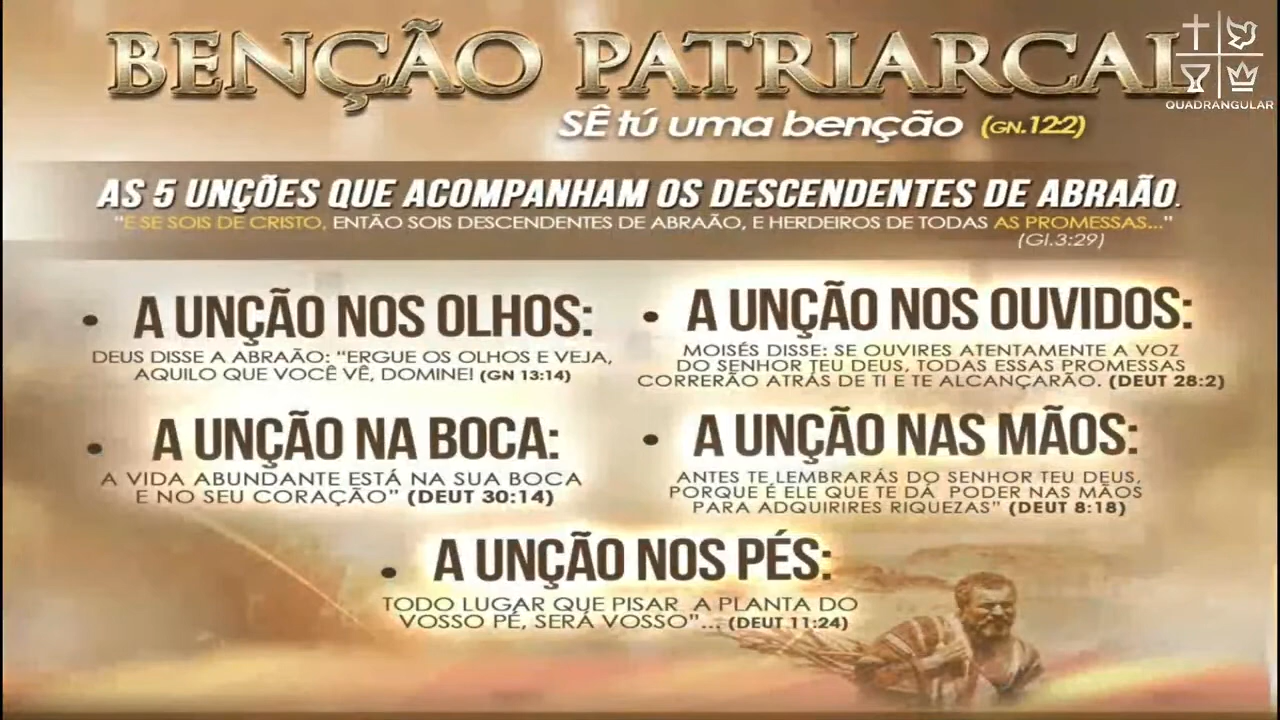 BENÇÃO PATRIARCAL
QUADRANGULAR
SÊ tú uma benção (GN.12:2)
AS 5 UNÇÕES QUE ACOMPANHAM OS DESCENDENTES DE ABRAÃO.
"E SE SOIS DE CRISTO, ENTÃO SOIS DESCENDENTES DE ABRAÃO, E HERDEIROS DE TODAS AS PROMESSAS..."
(Gl.3:29)
• A UNÇÃO NOS OLHOS:
DEUS DISSE A ABRAÃO: "ERGUE OS OLHOS E VEJA,
AQUILO QUE VOCÊ VÊ, DOMINE! (GN 13:14)
• A UNÇÃO NOS OUVIDOS:
MOISÉS DISSE: SE OUVIRES ATENTAMENTE A VOZ
DO SENHOR TEU DEUS, TODAS ESSAS PROMESSAS
CORRERÃO ATRÁS DE TI E TE ALCANÇARÃO. (DEUT 28:2)
• A UNÇÃO NA BOCA:
A VIDA ABUNDANTE ESTÁ NA SUA BOCA
E NO SEU CORAÇÃO" (DEUT 30:14)
• A UNÇÃO NAS MÃOS:
ANTES TE LEMBRARÁS DO SENHOR TEU DEUS,
PORQUE É ELE QUE TE DÁ PODER NAS MÃOS
PARA ADQUIRIRES RIQUEZAS" (DEUT 8:18)
• A UNÇÃO NOS PÉS:
TODO LUGAR QUE PISAR A PLANTA DO
VOSSO PÉ, SERÁ VOSSO"... (DEUT 11:24)